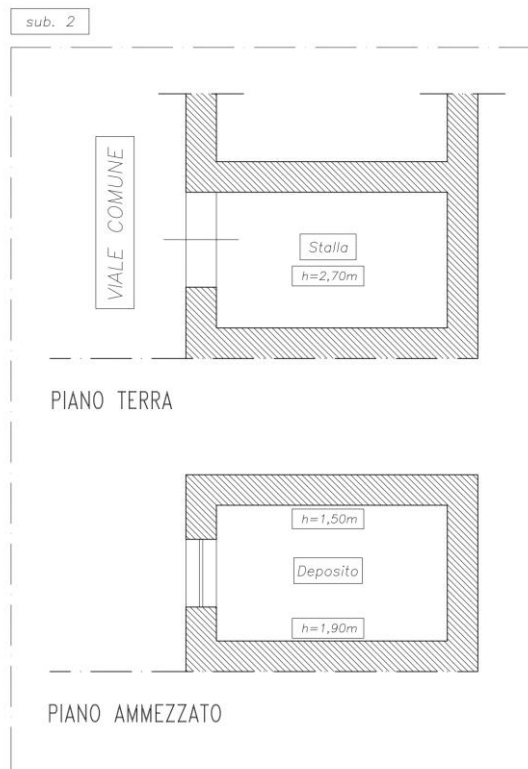 sub. 2
VIALE COMUNE
Stalla
h=2,70m
PIANO TERRA
h=1,50m
Deposito
h=1,90m
PIANO AMMEZZATO